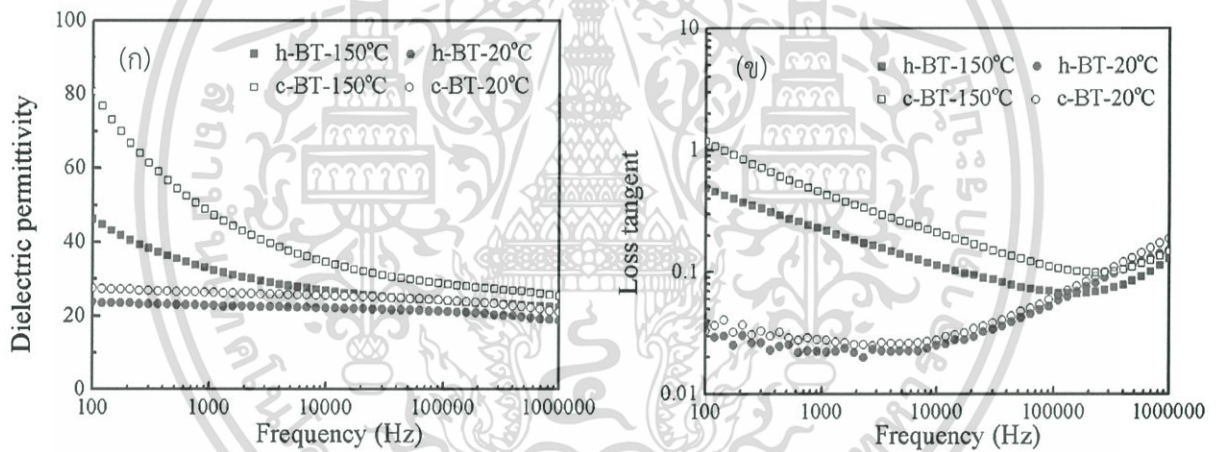 (ก)
■ h-BT-150°C ● h-BT-20°C
□ c-BT-150°C ○ c-BT-20°C
Dielectric permittivity
100
80
60
40
20
0
100 1000 10000 100000 1000000
Frequency (Hz)
(ข)
■ h-BT-150°C ● h-BT-20°C
□ c-BT-150°C ○ c-BT-20°C
Loss tangent
10
1
0.1
0.01
100 1000 10000 100000 1000000
Frequency (Hz)